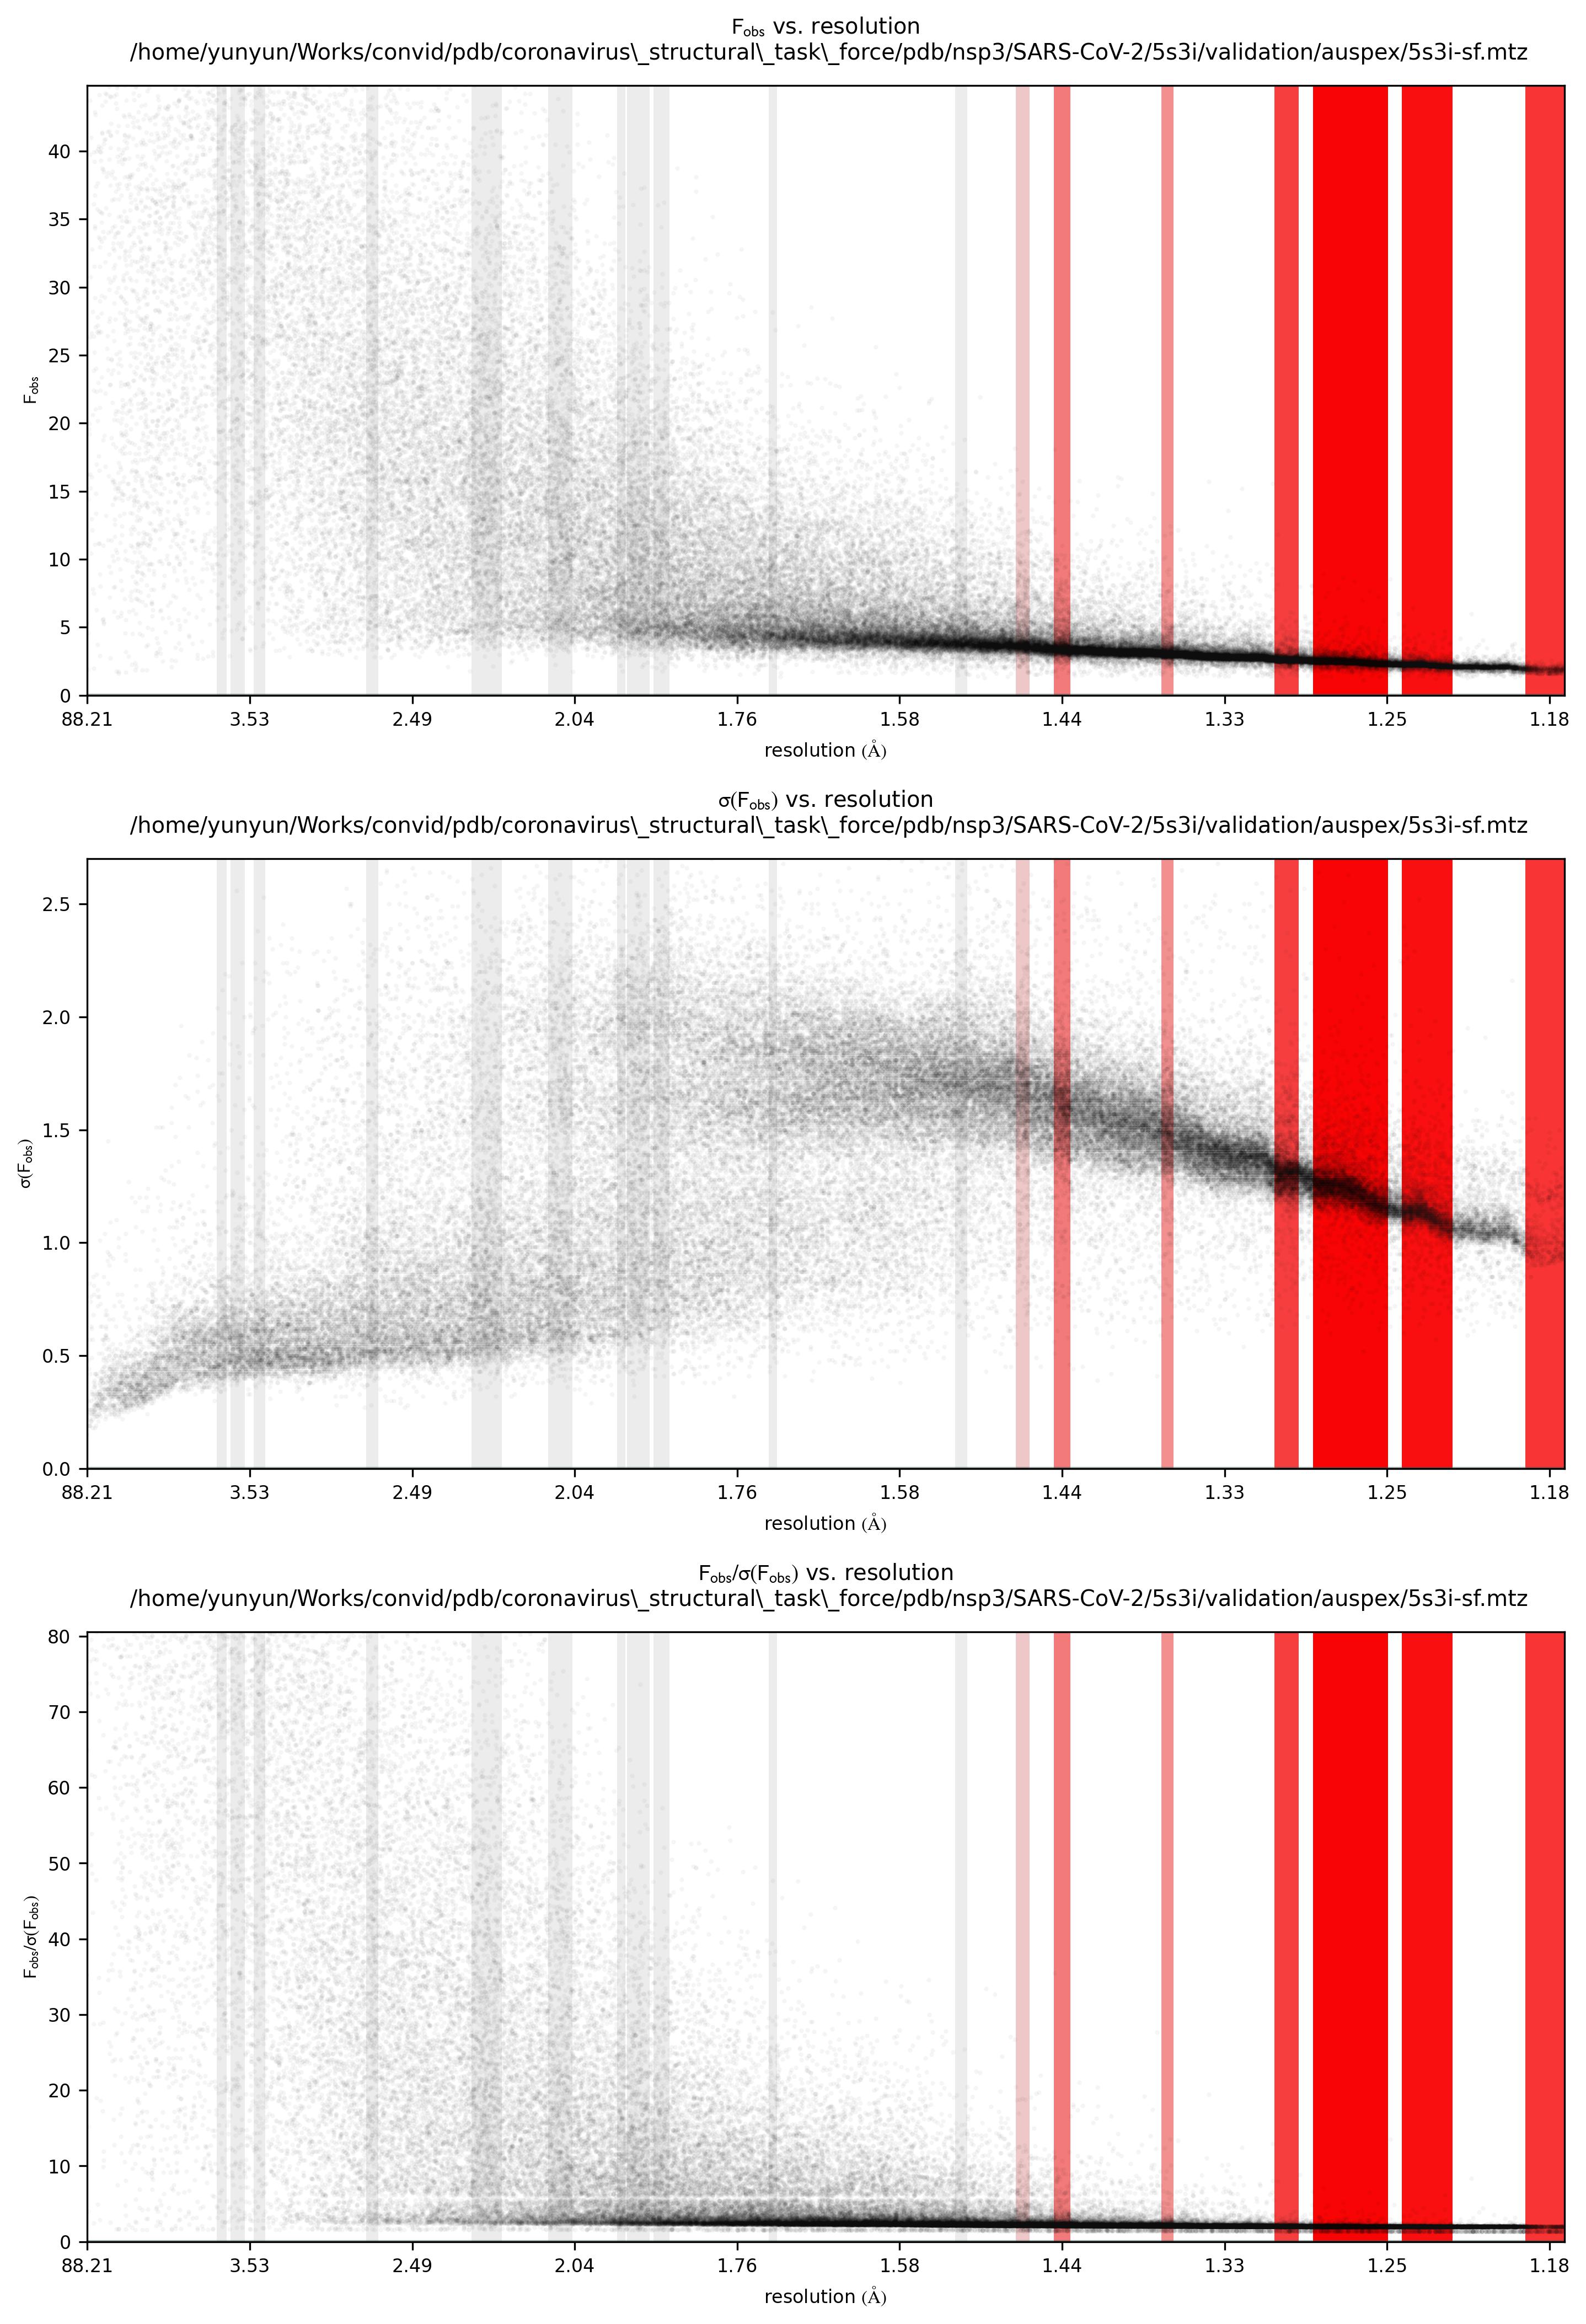 Fobs vs. resolution
/home/yunyun/Works/convid/pdb/coronavirus\_structural\_task\_force/pdb/nsp3/SARS-CoV-2/5s3i/validation/auspex/5s3i-sf.mtz
40
35
30
25
20
15
10
5
0
Fobs
88.21 3.53 2.49 2.04 1.76 1.58 1.44 1.33 1.25 1.18
resolution (Å)
σ(Fobs) vs. resolution
/home/yunyun/Works/convid/pdb/coronavirus\_structural\_task\_force/pdb/nsp3/SARS-CoV-2/5s3i/validation/auspex/5s3i-sf.mtz
2.5
2.0
1.5
1.0
0.5
0.0
σ(Fobs)
88.21 3.53 2.49 2.04 1.76 1.58 1.44 1.33 1.25 1.18
resolution (Å)
Fobs/σ(Fobs) vs. resolution
/home/yunyun/Works/convid/pdb/coronavirus\_structural\_task\_force/pdb/nsp3/SARS-CoV-2/5s3i/validation/auspex/5s3i-sf.mtz
80
70
60
50
40
30
20
10
0
Fobs/σ(Fobs)
88.21 3.53 2.49 2.04 1.76 1.58 1.44 1.33 1.25 1.18
resolution (Å)